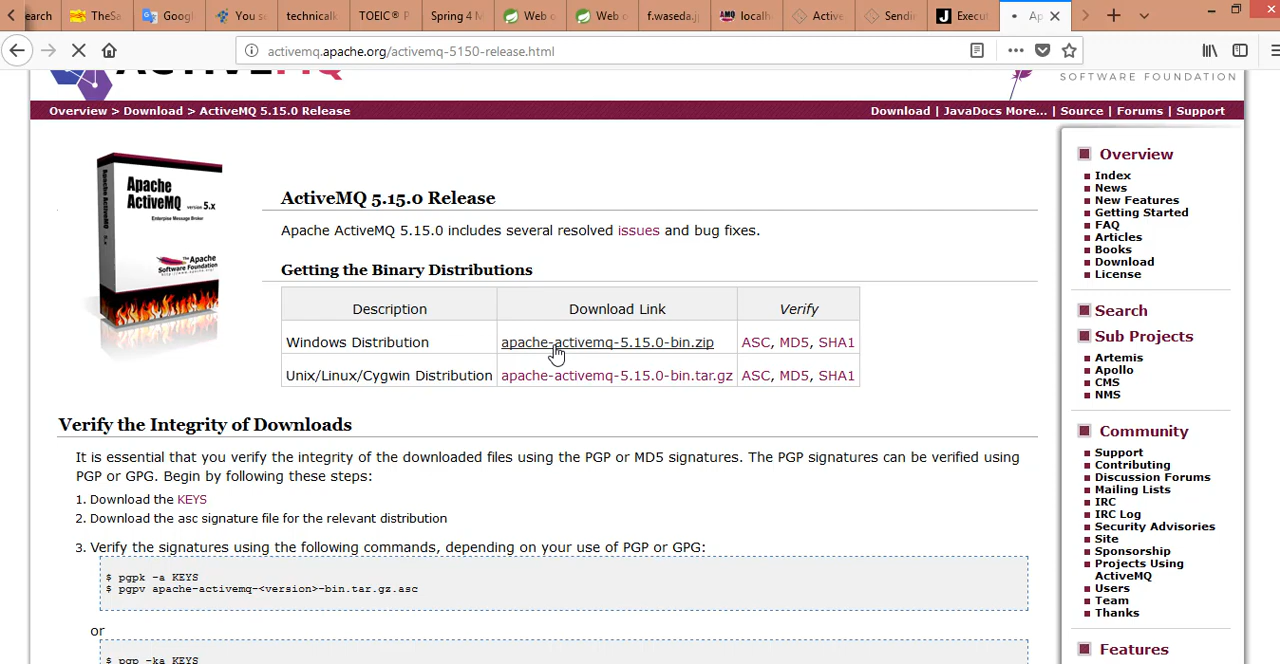 earch
TheSa
Googl
You s
technicalk
TOEIC® P
Spring 4 M
Web o
Web o
f.waseda.j
localh
Active
Sendi
Execut
Ap
activemq.apache.org/activemq-5150-release.html
ACTIVEMQ
SOFTWARE FOUNDATION
Overview > Download > ActiveMQ 5.15.0 Release
Download | JavaDocs More... | Source | Forums | Support
Apache
ActiveMQ version 5.x
Enterprise Message Broker
The Apache
Software Foundation
ActiveMQ 5.15.0 Release
Apache ActiveMQ 5.15.0 includes several resolved issues and bug fixes.
Getting the Binary Distributions
Description Download Link Verify
Windows Distribution apache-activemq-5.15.0-bin.zip ASC, MD5, SHA1
Unix/Linux/Cygwin Distribution apache-activemq-5.15.0-bin.tar.gz ASC, MD5, SHA1
Verify the Integrity of Downloads
It is essential that you verify the integrity of the downloaded files using the PGP or MD5 signatures. The PGP signatures can be verified using
PGP or GPG. Begin by following these steps:
1. Download the KEYS
2. Download the asc signature file for the relevant distribution
3. Verify the signatures using the following commands, depending on your use of PGP or GPG:
$ pgpk -a KEYS
$ pgpv apache-activemq-<version>-bin.tar.gz.asc
or
$ pgp -ka KEYS
Overview
Index
News
New Features
Getting Started
FAQ
Articles
Books
Download
License
Search
Sub Projects
Artemis
Apollo
CMS
NMS
Community
Support
Contributing
Discussion Forums
Mailing Lists
IRC
IRC Log
Security Advisories
Site
Sponsorship
Projects Using
ActiveMQ
Users
Team
Thanks
Features